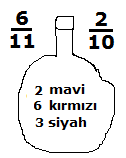 6/11 2/10
2 mavi
6 kırmızı
3 siyah